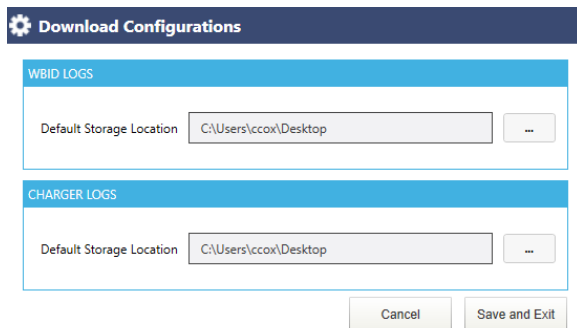 Download Configurations
WBID LOGS
Default Storage Location C:\Users\ccox\Desktop ...
CHARGER LOGS
Default Storage Location C:\Users\ccox\Desktop ...
Cancel Save and Exit